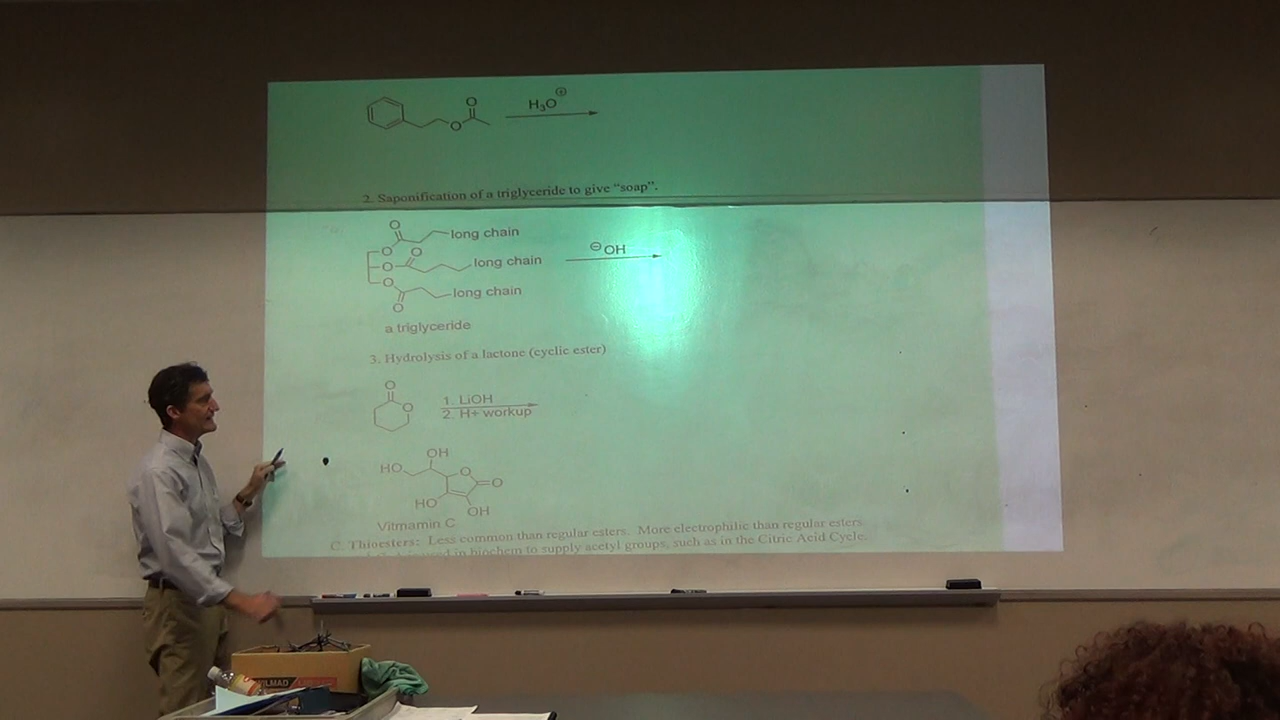 O
H₃O⊕
O
2. Saponification of a triglyceride to give "soap".
O
long chain
O O
O long chain
⊖OH
O
long chain
O
a triglyceride
3. Hydrolysis of a lactone (cyclic ester)
O
O
1. LiOH
2. H+ workup
OH
HO
O
O
HO
OH
Vitmamin C
C. Thioesters: Less common than regular esters. More electrophilic than regular esters.
used in biochem to supply acetyl groups, such as in the Citric Acid Cycle.
WILMAD